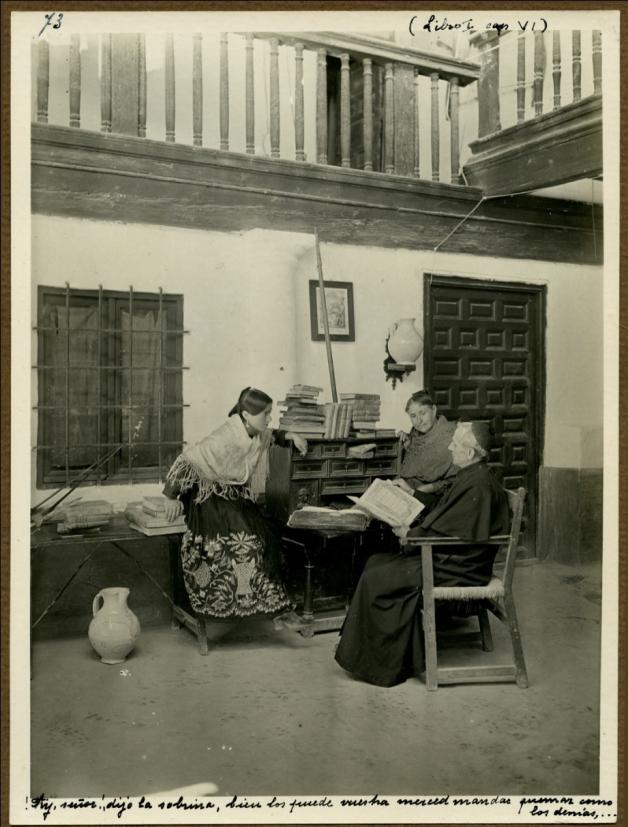 73
(Libro I cap VI)
¡Ay, señor!, dijo la sobrina, bien los puede vuestra merced mandar quemar como
los demás,...